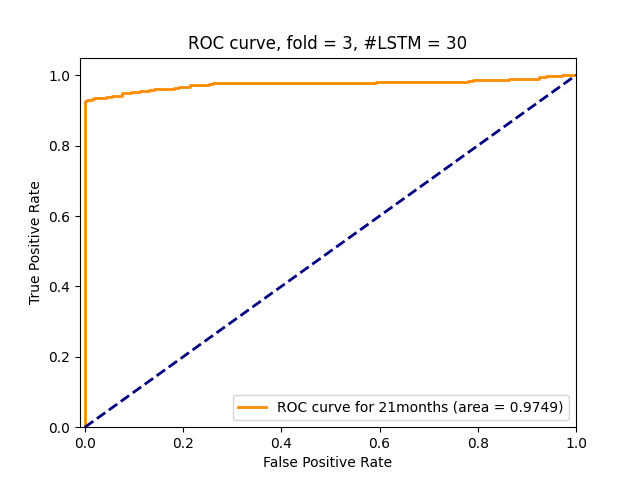 ROC curve, fold = 3, #LSTM = 30
True Positive Rate
1.0
0.8
0.6
0.4
0.2
0.0
ROC curve for 21months (area = 0.9749)
0.0 0.2 0.4 0.6 0.8 1.0
False Positive Rate